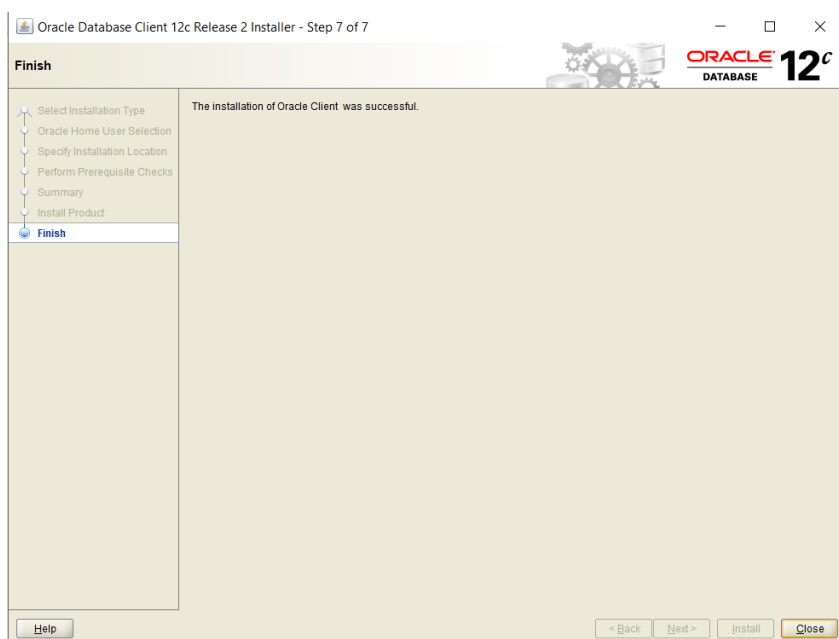 Oracle Database Client 12c Release 2 Installer - Step 7 of 7
Finish
ORACLE
DATABASE
12c
Select Installation Type
Oracle Home User Selection
Specify Installation Location
Perform Prerequisite Checks
Summary
Install Product
Finish
The installation of Oracle Client was successful.
Help
< Back
Next >
Install
Close